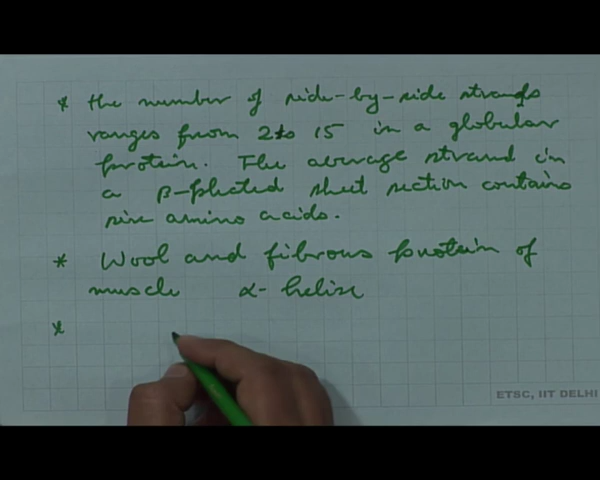 * the number of side-by-side strands
ranges from 2 to 15 in a globular
protein. The average strand in
a β-pleated sheet section contains
six amino acids.
* Wool and fibrous protein of
muscle α-helix
*
ETSC, IIT DELHI